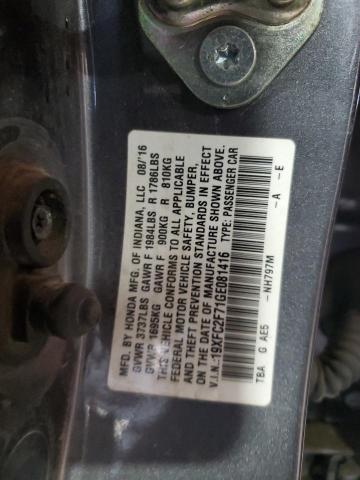 MFD. BY HONDA MFG. OF INDIANA, LLC 08/'16
GVWR 3737LBS GAWR F 1984LBS R 1786LBS
GVWR 1695KG GAWR F 900KG R 810KG
THIS VEHICLE CONFORMS TO ALL APPLICABLE
FEDERAL MOTOR VEHICLE SAFETY, BUMPER,
AND THEFT PREVENTION STANDARDS IN EFFECT
ON THE DATE OF MANUFACTURE SHOWN ABOVE.
V.I.N. 19XFC2F71GE081416 TYPE: PASSENGER CAR
TBA G AE5 -NH797M -A -E